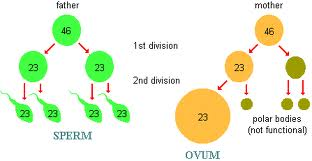 father
mother
46
46
1st division
23
23
23
2nd division
23
23
23
23
23
polar bodies
(not functional)
SPERM
OVUM